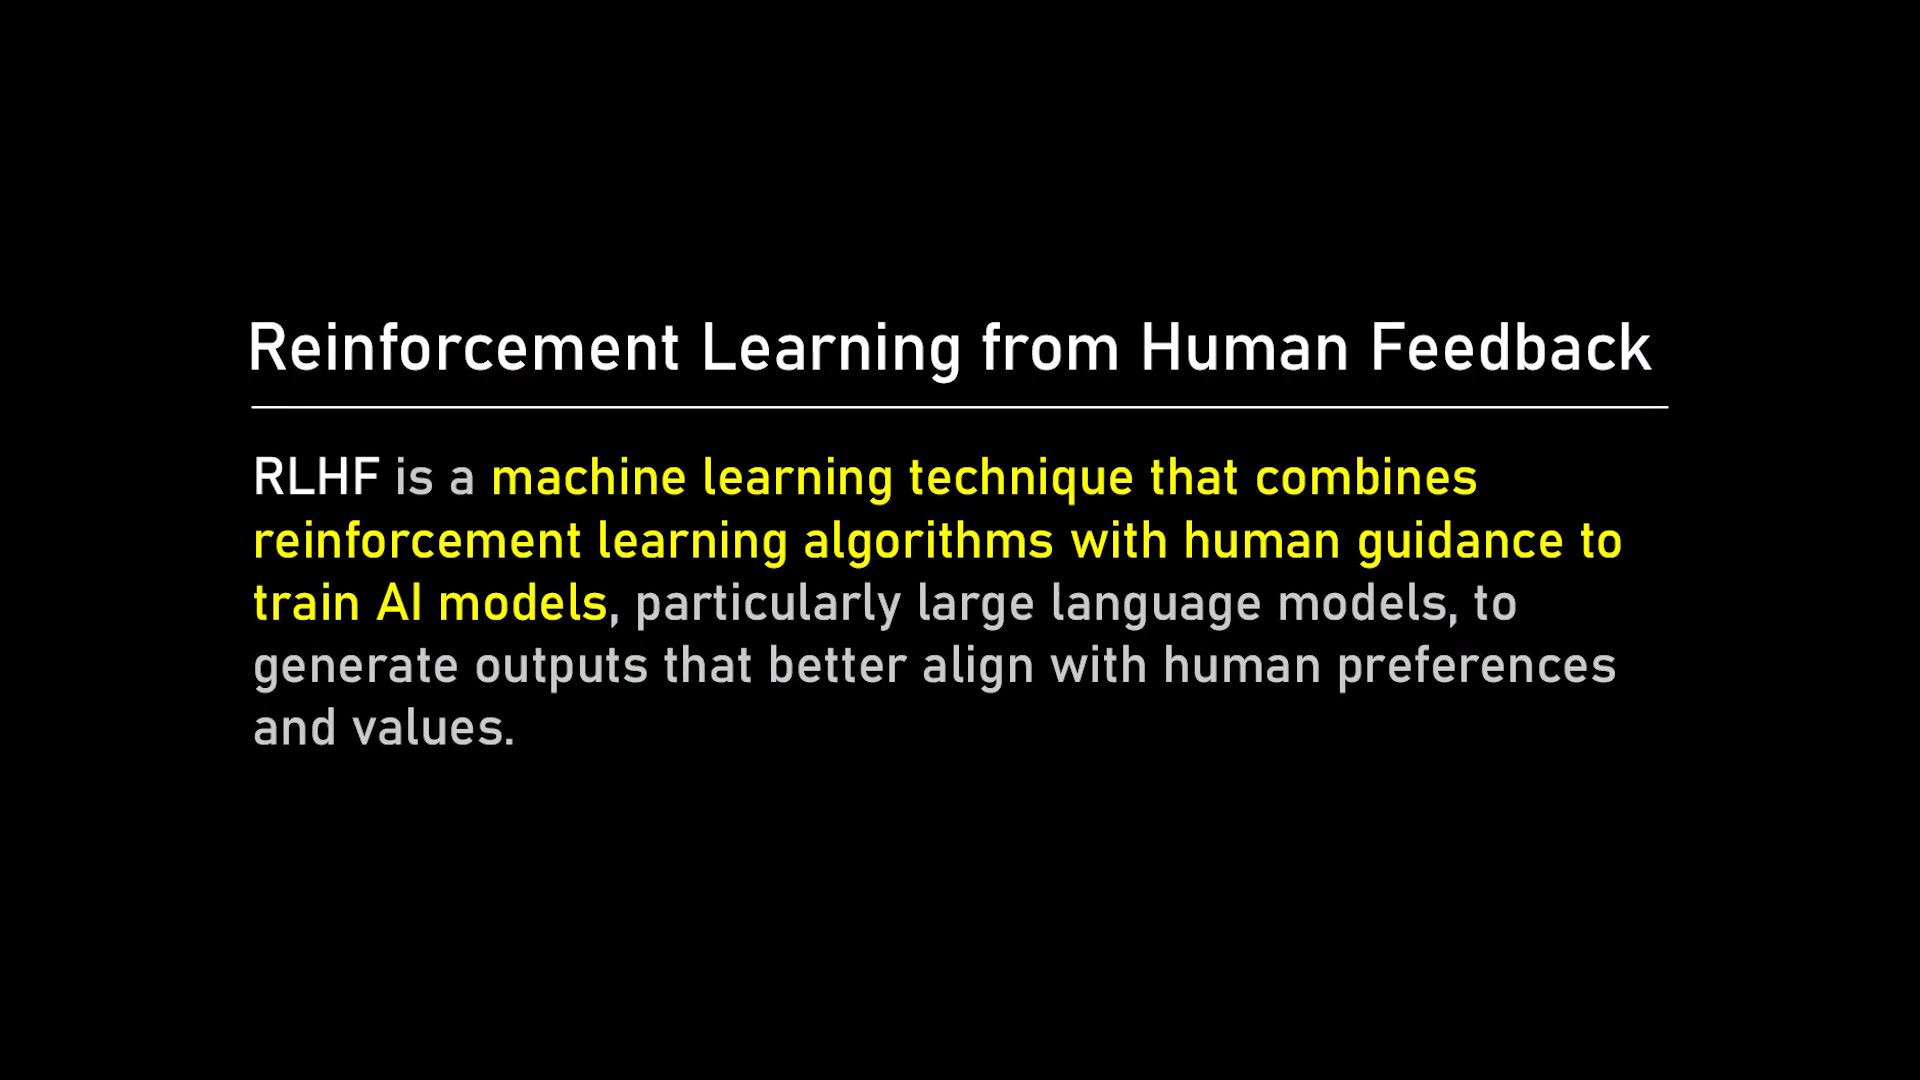 Reinforcement Learning from Human Feedback
RLHF is a machine learning technique that combines
reinforcement learning algorithms with human guidance to
train AI models, particularly large language models, to
generate outputs that better align with human preferences
and values.